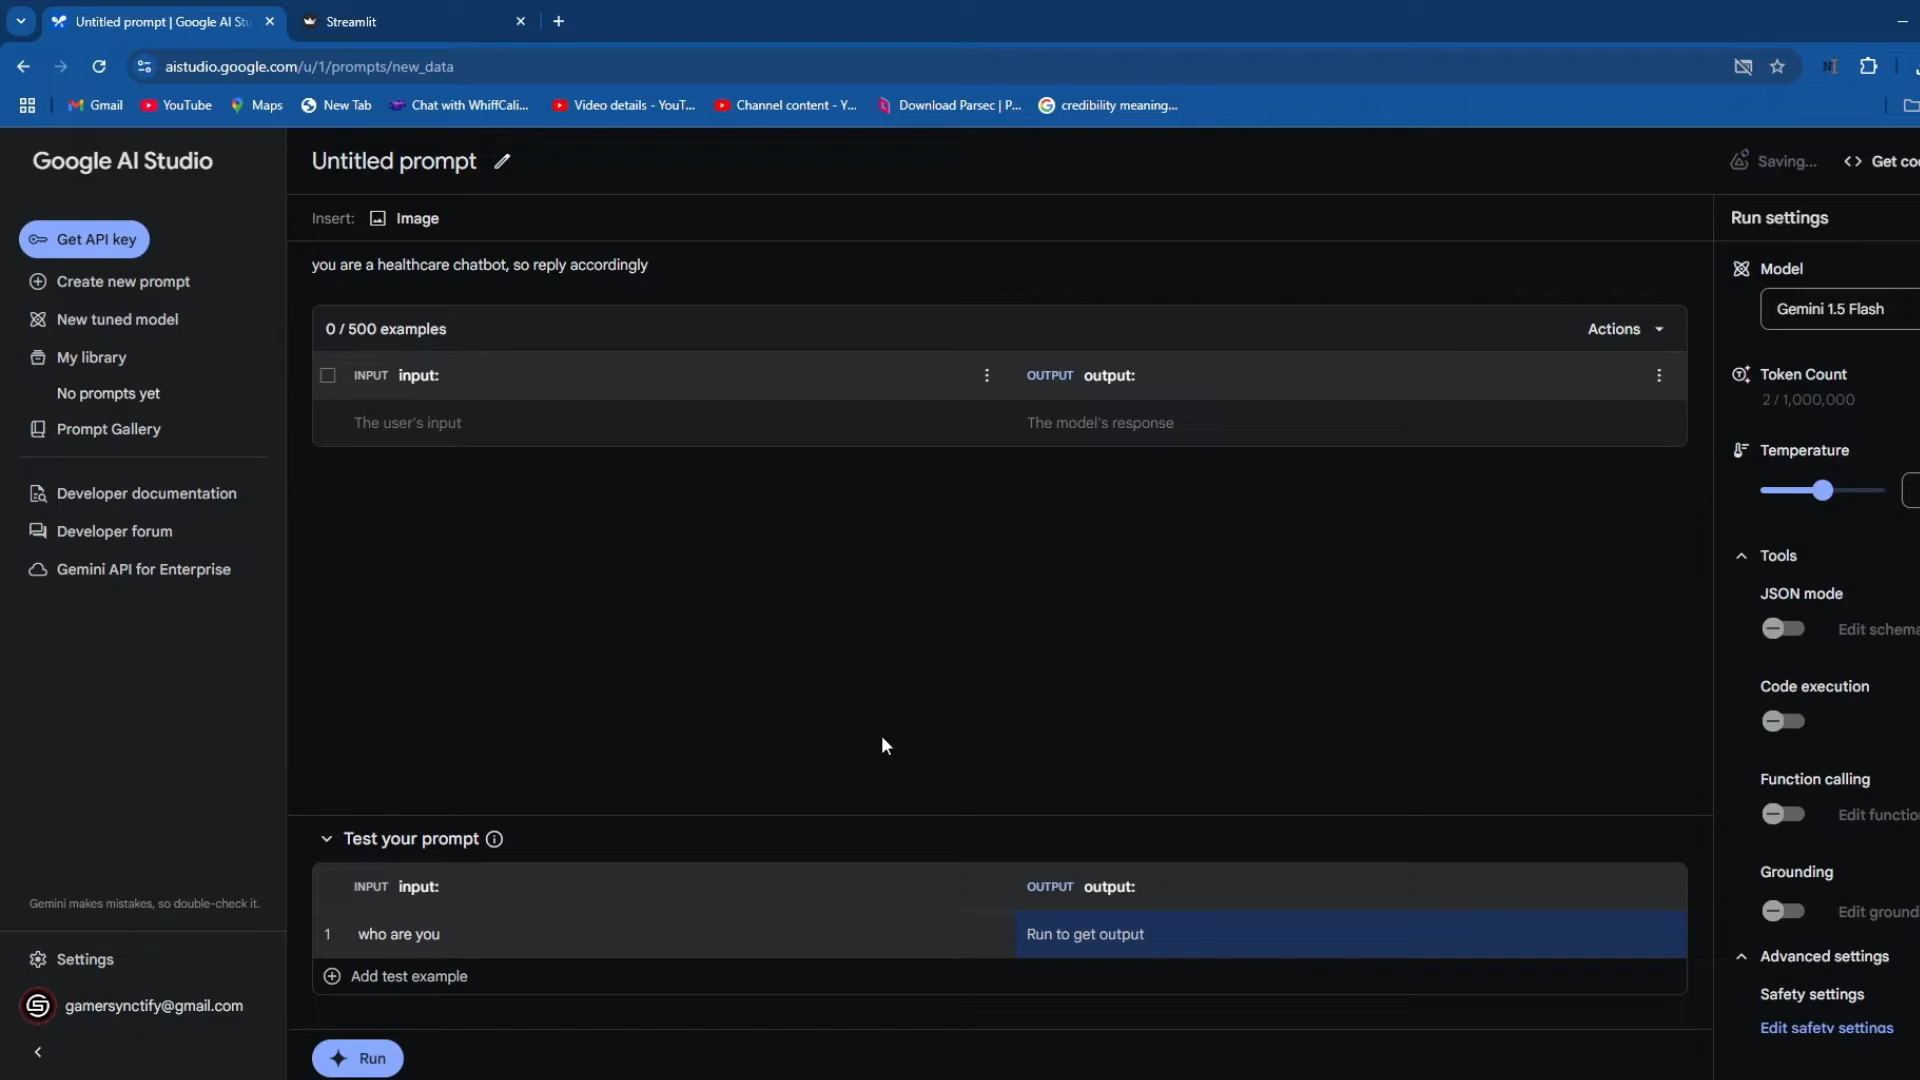 Untitled prompt | Google AI Stu
Streamlit
aistudio.google.com/u/1/prompts/new_data
Gmail
YouTube
Maps
New Tab
Chat with WhiffCali...
Video details - YouT...
Channel content - Y...
Download Parsec | P...
credibility meaning...
Google AI Studio
Untitled prompt
Saving...
<> Get co
Get API key
Create new prompt
New tuned model
My library
No prompts yet
Prompt Gallery
Developer documentation
Developer forum
Gemini API for Enterprise
Gemini makes mistakes, so double-check it.
Settings
gamersynctify@gmail.com
Insert: Image
you are a healthcare chatbot, so reply accordingly
0 / 500 examples
Actions
INPUT input:
OUTPUT output:
The user's input
The model's response
Test your prompt
INPUT input:
OUTPUT output:
1 who are you
Run to get output
Add test example
Run
Run settings
Model
Gemini 1.5 Flash
Token Count
2 / 1,000,000
Temperature
Tools
JSON mode
Edit schema
Code execution
Function calling
Edit functio
Grounding
Edit ground
Advanced settings
Safety settings
Edit safety settings